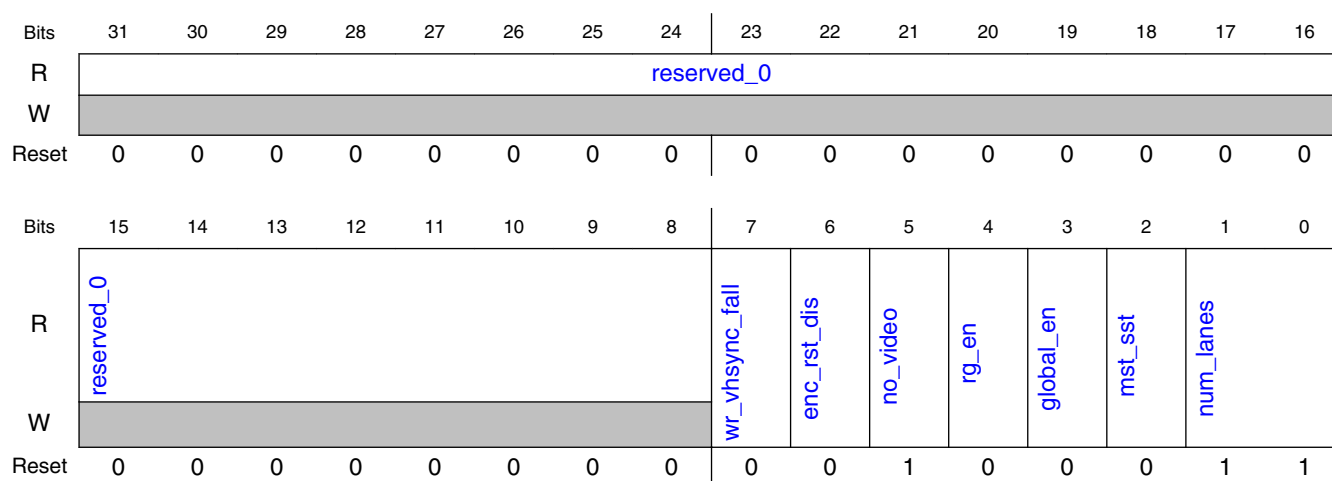 Bits 31 30 29 28 27 26 25 24 23 22 21 20 19 18 17 16
R reserved_0
W
Reset 0 0 0 0 0 0 0 0 0 0 0 0 0 0 0 0
Bits 15 14 13 12 11 10 9 8 7 6 5 4 3 2 1 0
R reserved_0 wr_vhsync_fall enc_rst_dis no_video rg_en global_en mst_sst num_lanes
W
Reset 0 0 0 0 0 0 0 0 0 0 1 0 0 0 1 1